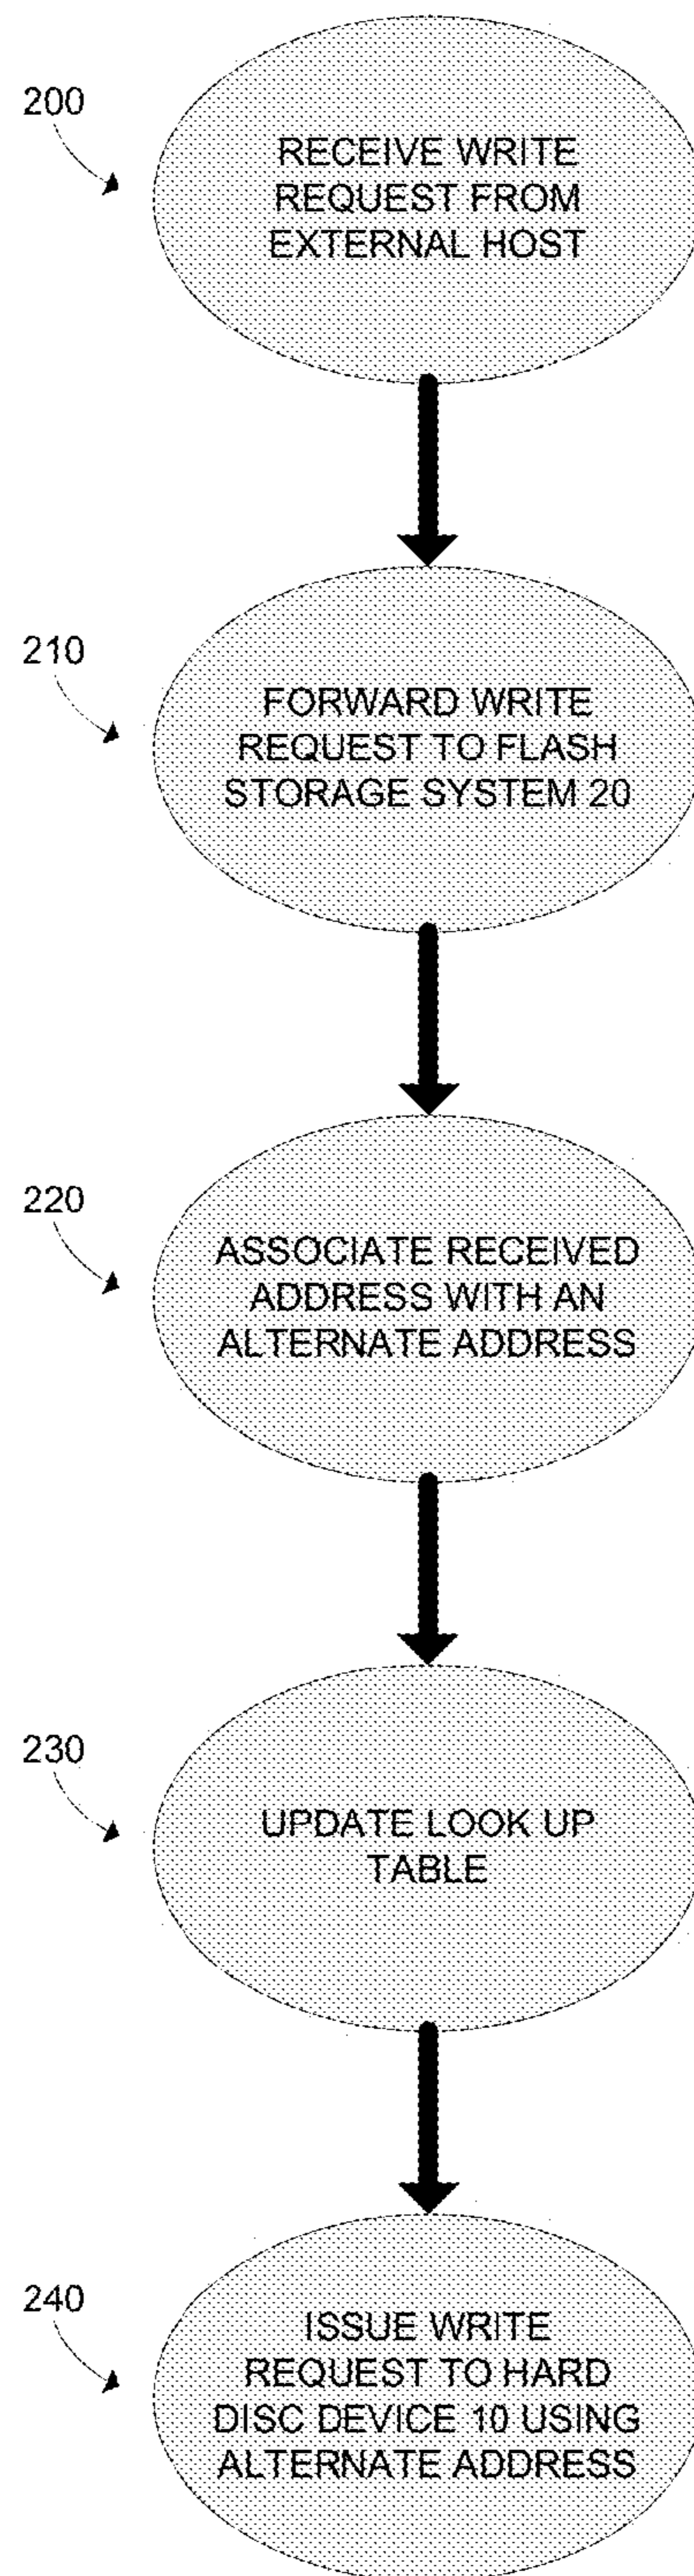 200
RECEIVE WRITE
REQUEST FROM
EXTERNAL HOST
210
FORWARD WRITE
REQUEST TO FLASH
STORAGE SYSTEM 20
220
ASSOCIATE RECEIVED
ADDRESS WITH AN
ALTERNATE ADDRESS
230
UPDATE LOOK UP
TABLE
240
ISSUE WRITE
REQUEST TO HARD
DISC DEVICE 10 USING
ALTERNATE ADDRESS